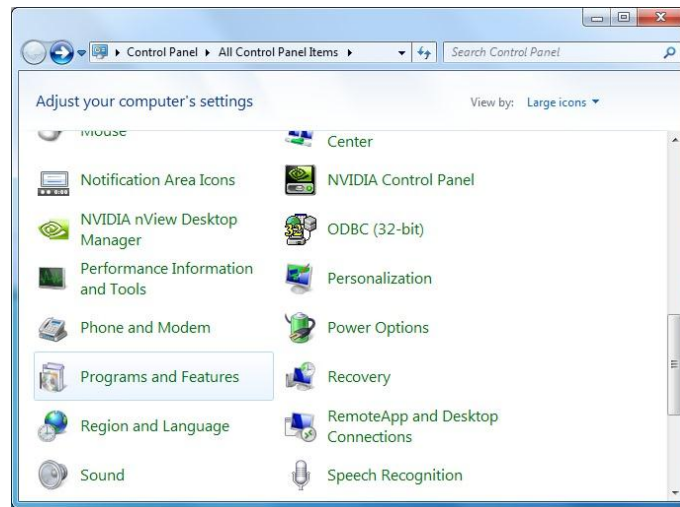 Control Panel All Control Panel Items Search Control Panel
Adjust your computer's settings View by: Large icons
Mouse
Center
Notification Area Icons
NVIDIA Control Panel
NVIDIA nView Desktop
Manager
ODBC (32-bit)
Performance Information
and Tools
Personalization
Phone and Modem
Power Options
Programs and Features
Recovery
Region and Language
RemoteApp and Desktop
Connections
Sound
Speech Recognition